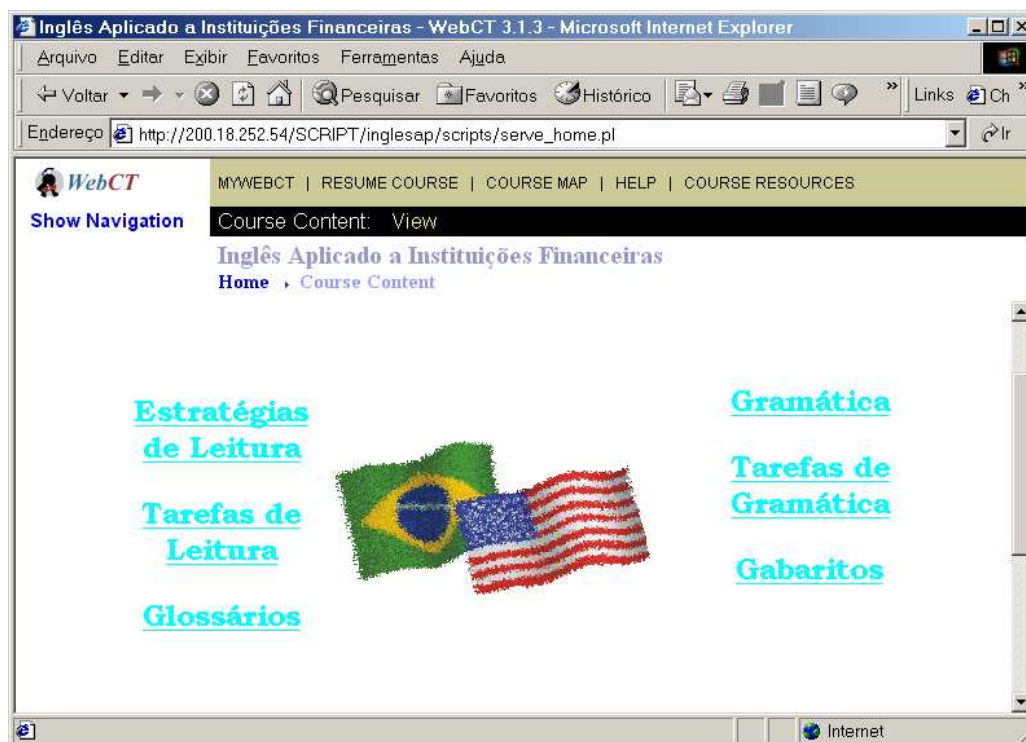 Inglês Aplicado a Instituições Financeiras - WebCT 3.1.3 - Microsoft Internet Explorer
Arquivo Editar Exibir Favoritos Ferramentas Ajuda
Voltar Pesquisar Favoritos Histórico » Links Ch »
Endereço http://200.18.252.54/SCRIPT/inglesap/scripts/serve_home.pl Ir
WebCT MYWEBCT | RESUME COURSE | COURSE MAP | HELP | COURSE RESOURCES
Show Navigation Course Content: View
Inglês Aplicado a Instituições Financeiras
Home Course Content
Estratégias
de Leitura
Tarefas de
Leitura
Glossários
Gramática
Tarefas de
Gramática
Gabaritos
Internet